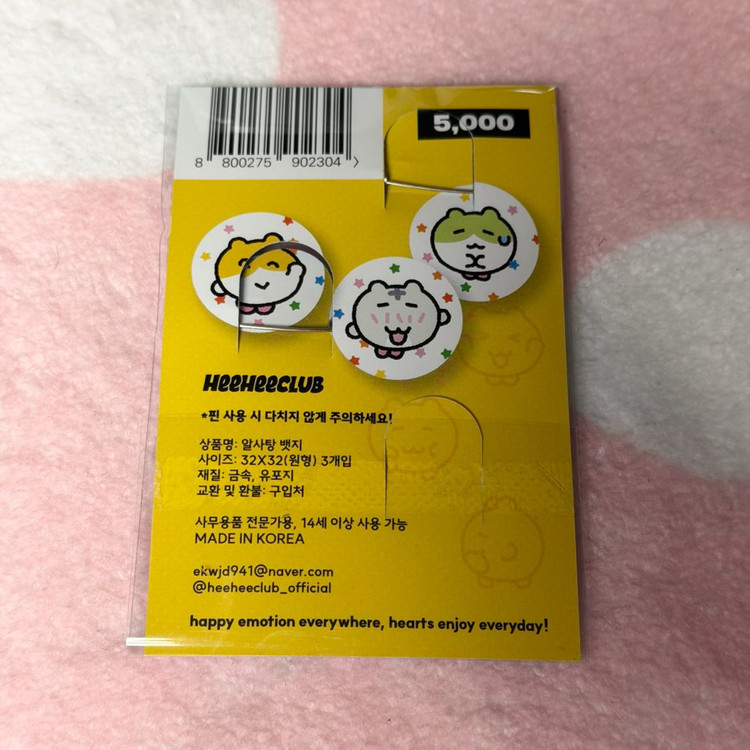 5,000
8 800275 902304 >
HEEHEECLUB
*핀 사용 시 다치지 않게 주의하세요!
상품명: 알사탕 뱃지
사이즈: 32X32(원형) 3개입
재질: 금속, 유포지
교환 및 환불: 구입처
사무용품 전문가용, 14세 이상 사용 가능
MADE IN KOREA
ekwjd941@naver.com
@heeheeclub_official
happy emotion everywhere, hearts enjoy everyday!